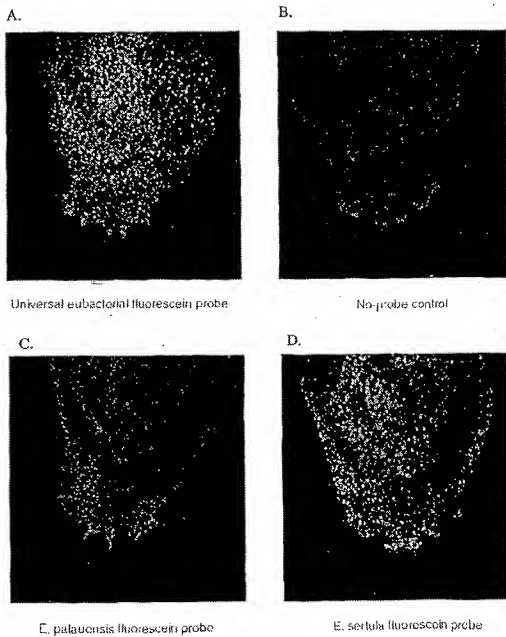 A.
B.
Universal eubacterial fluorescein probe
No-probe control
C.
D.
E. palauensis fluorescein probe
E. sertula fluorescein probe